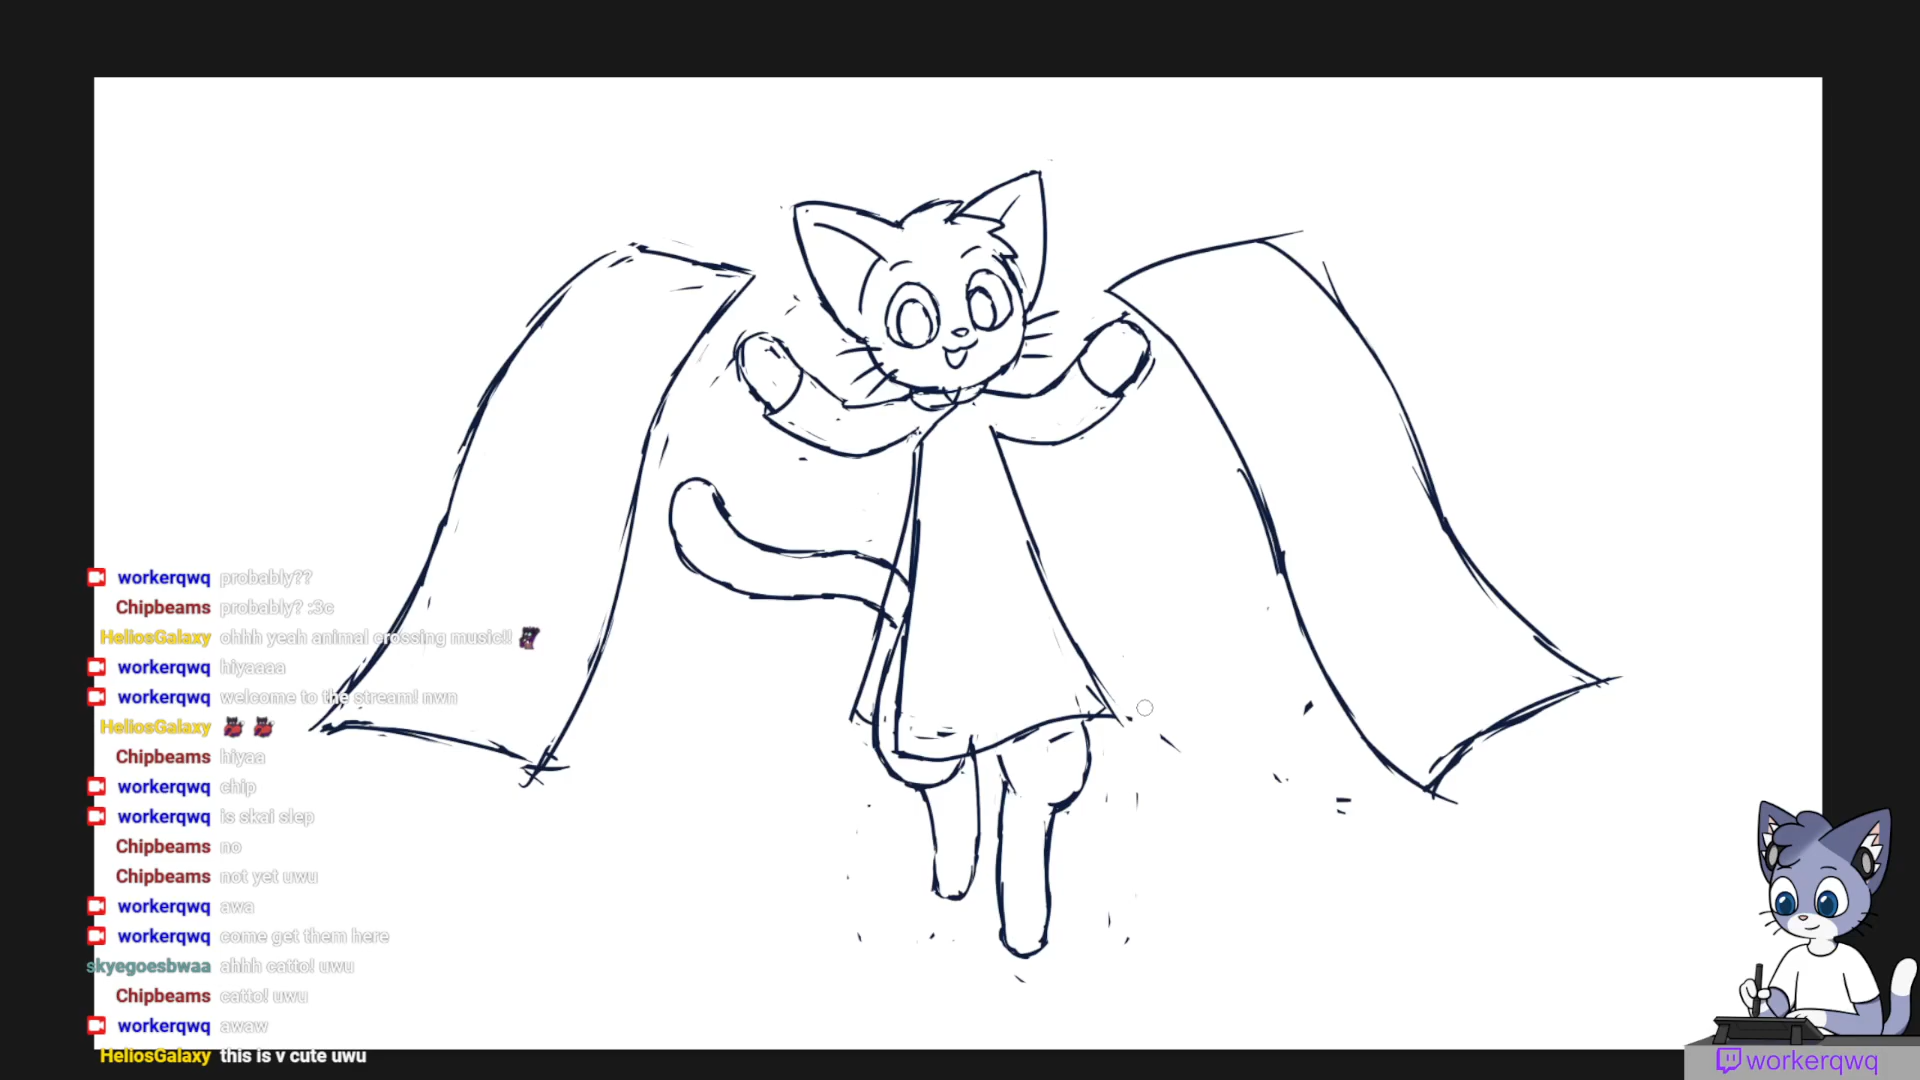 workerqwq probably??
Chipbeams probably? :3c
HeliosGalaxy ohhh yeah animal crossing music!!
workerqwq hiyaaaa
workerqwq welcome to the stream! nwn
HeliosGalaxy
Chipbeams hiyaa
workerqwq chip
workerqwq is skai slep
Chipbeams no
Chipbeams not yet uwu
workerqwq awa
workerqwq come get them here
skyegoesbwaa ahhh catto! uwu
Chipbeams catto! uwu
workerqwq awaw
HeliosGalaxy this is v cute uwu
workerqwq